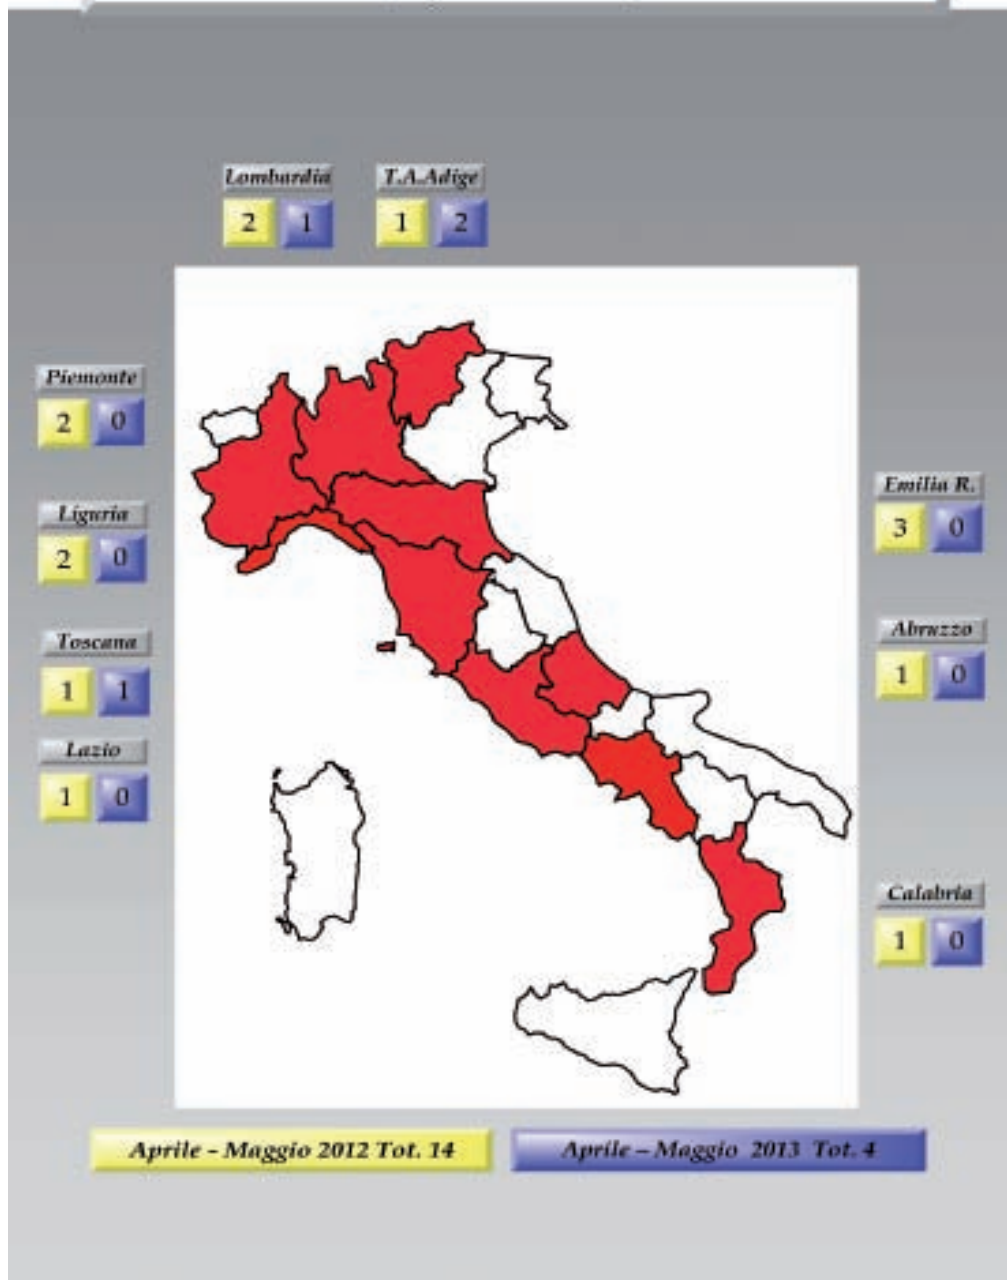 Lombardia T.A.Adige
2 1 1 2
Piemonte
2 0
Liguria
2 0
Toscana
1 1
Lazio
1 0
Emilia R.
3 0
Abruzzo
1 0
Calabria
1 0
Aprile – Maggio 2012 Tot. 14
Aprile – Maggio 2013 Tot. 4